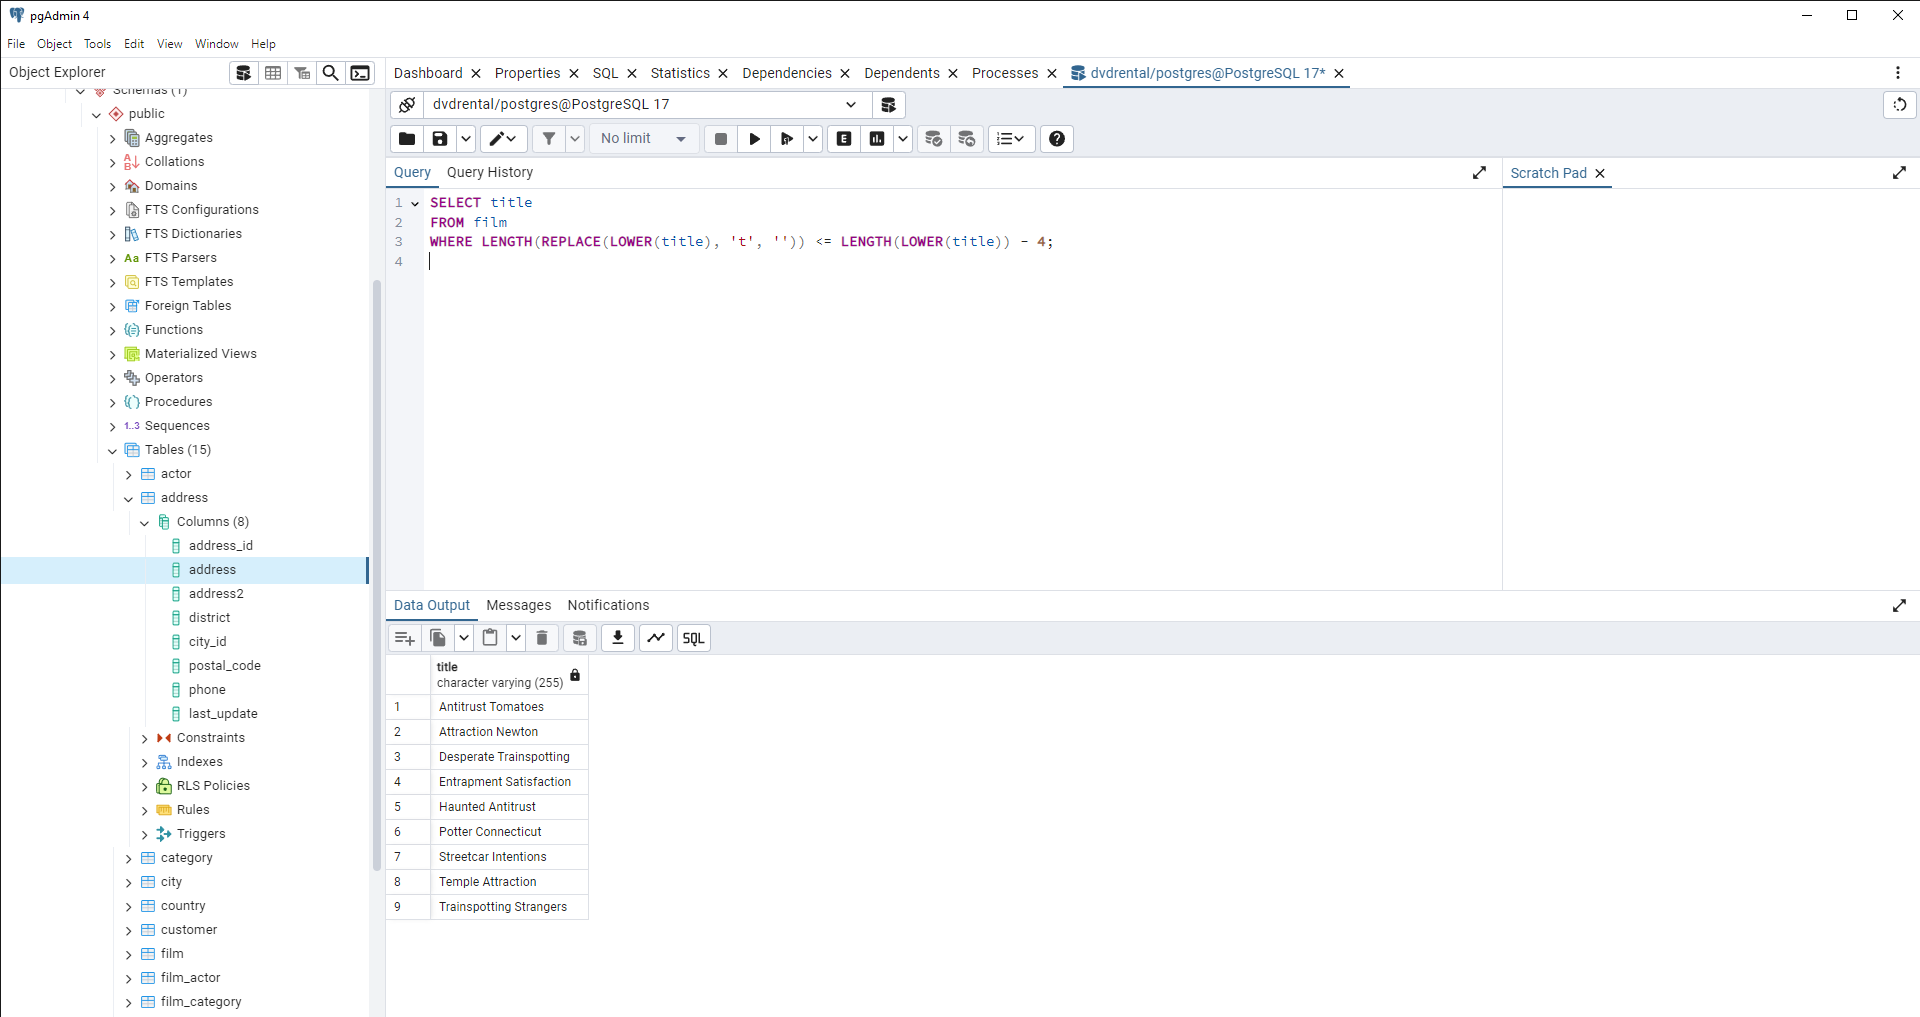 pgAdmin 4
File Object Tools Edit View Window Help
Object Explorer
Dashboard Properties SQL Statistics Dependencies Dependents Processes dvdrental/postgres@PostgreSQL 17*
dvdrental/postgres@PostgreSQL 17
No limit
E
Query Query History
Scratch Pad
1 SELECT title
2 FROM film
3 WHERE LENGTH(REPLACE(LOWER(title), 't', '')) <= LENGTH(LOWER(title)) - 4;
4
Schemas (1)
public
Aggregates
Collations
Domains
FTS Configurations
FTS Dictionaries
Aa FTS Parsers
FTS Templates
Foreign Tables
Functions
Materialized Views
Operators
Procedures
1..3 Sequences
Tables (15)
actor
address
Columns (8)
address_id
address
address2
district
city_id
postal_code
phone
last_update
Constraints
Indexes
RLS Policies
Rules
Triggers
category
city
country
customer
film
film_actor
film_category
Data Output Messages Notifications
SQL
title
character varying (255)
1 Antitrust Tomatoes
2 Attraction Newton
3 Desperate Trainspotting
4 Entrapment Satisfaction
5 Haunted Antitrust
6 Potter Connecticut
7 Streetcar Intentions
8 Temple Attraction
9 Trainspotting Strangers